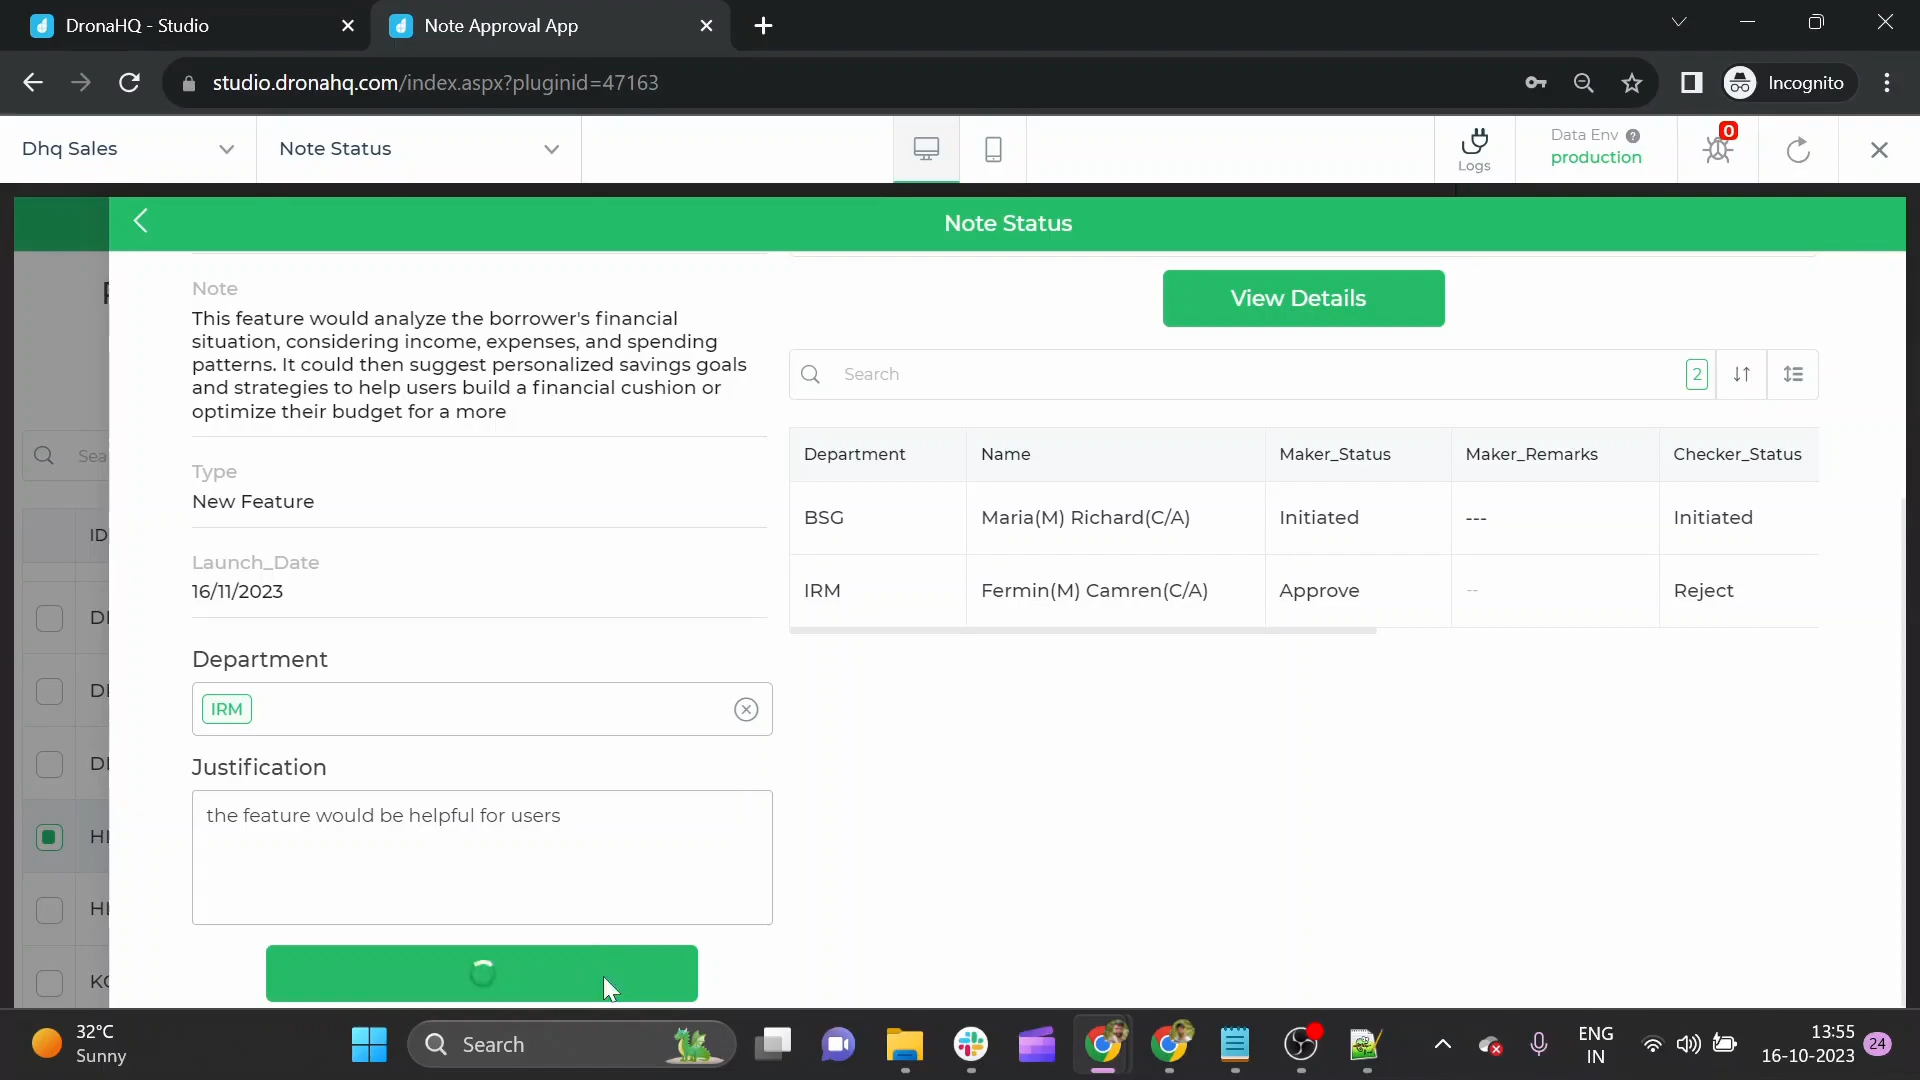 DronaHQ - Studio
Note Approval App
studio.dronahq.com/index.aspx?pluginid=47163
Incognito
Dhq Sales
Note Status
Logs
Data Env
production
0
Note Status
Note
This feature would analyze the borrower's financial
situation, considering income, expenses, and spending
patterns. It could then suggest personalized savings goals
and strategies to help users build a financial cushion or
optimize their budget for a more
Type
New Feature
Launch_Date
16/11/2023
Department
IRM
Justification
the feature would be helpful for users
View Details
Search
2
Department Name Maker_Status Maker_Remarks Checker_Status
BSG Maria(M) Richard(C/A) Initiated --- Initiated
IRM Fermin(M) Camren(C/A) Approve -- Reject
Sea
ID
32°C
Sunny
Search
ENG
IN
13:55
16-10-2023
24